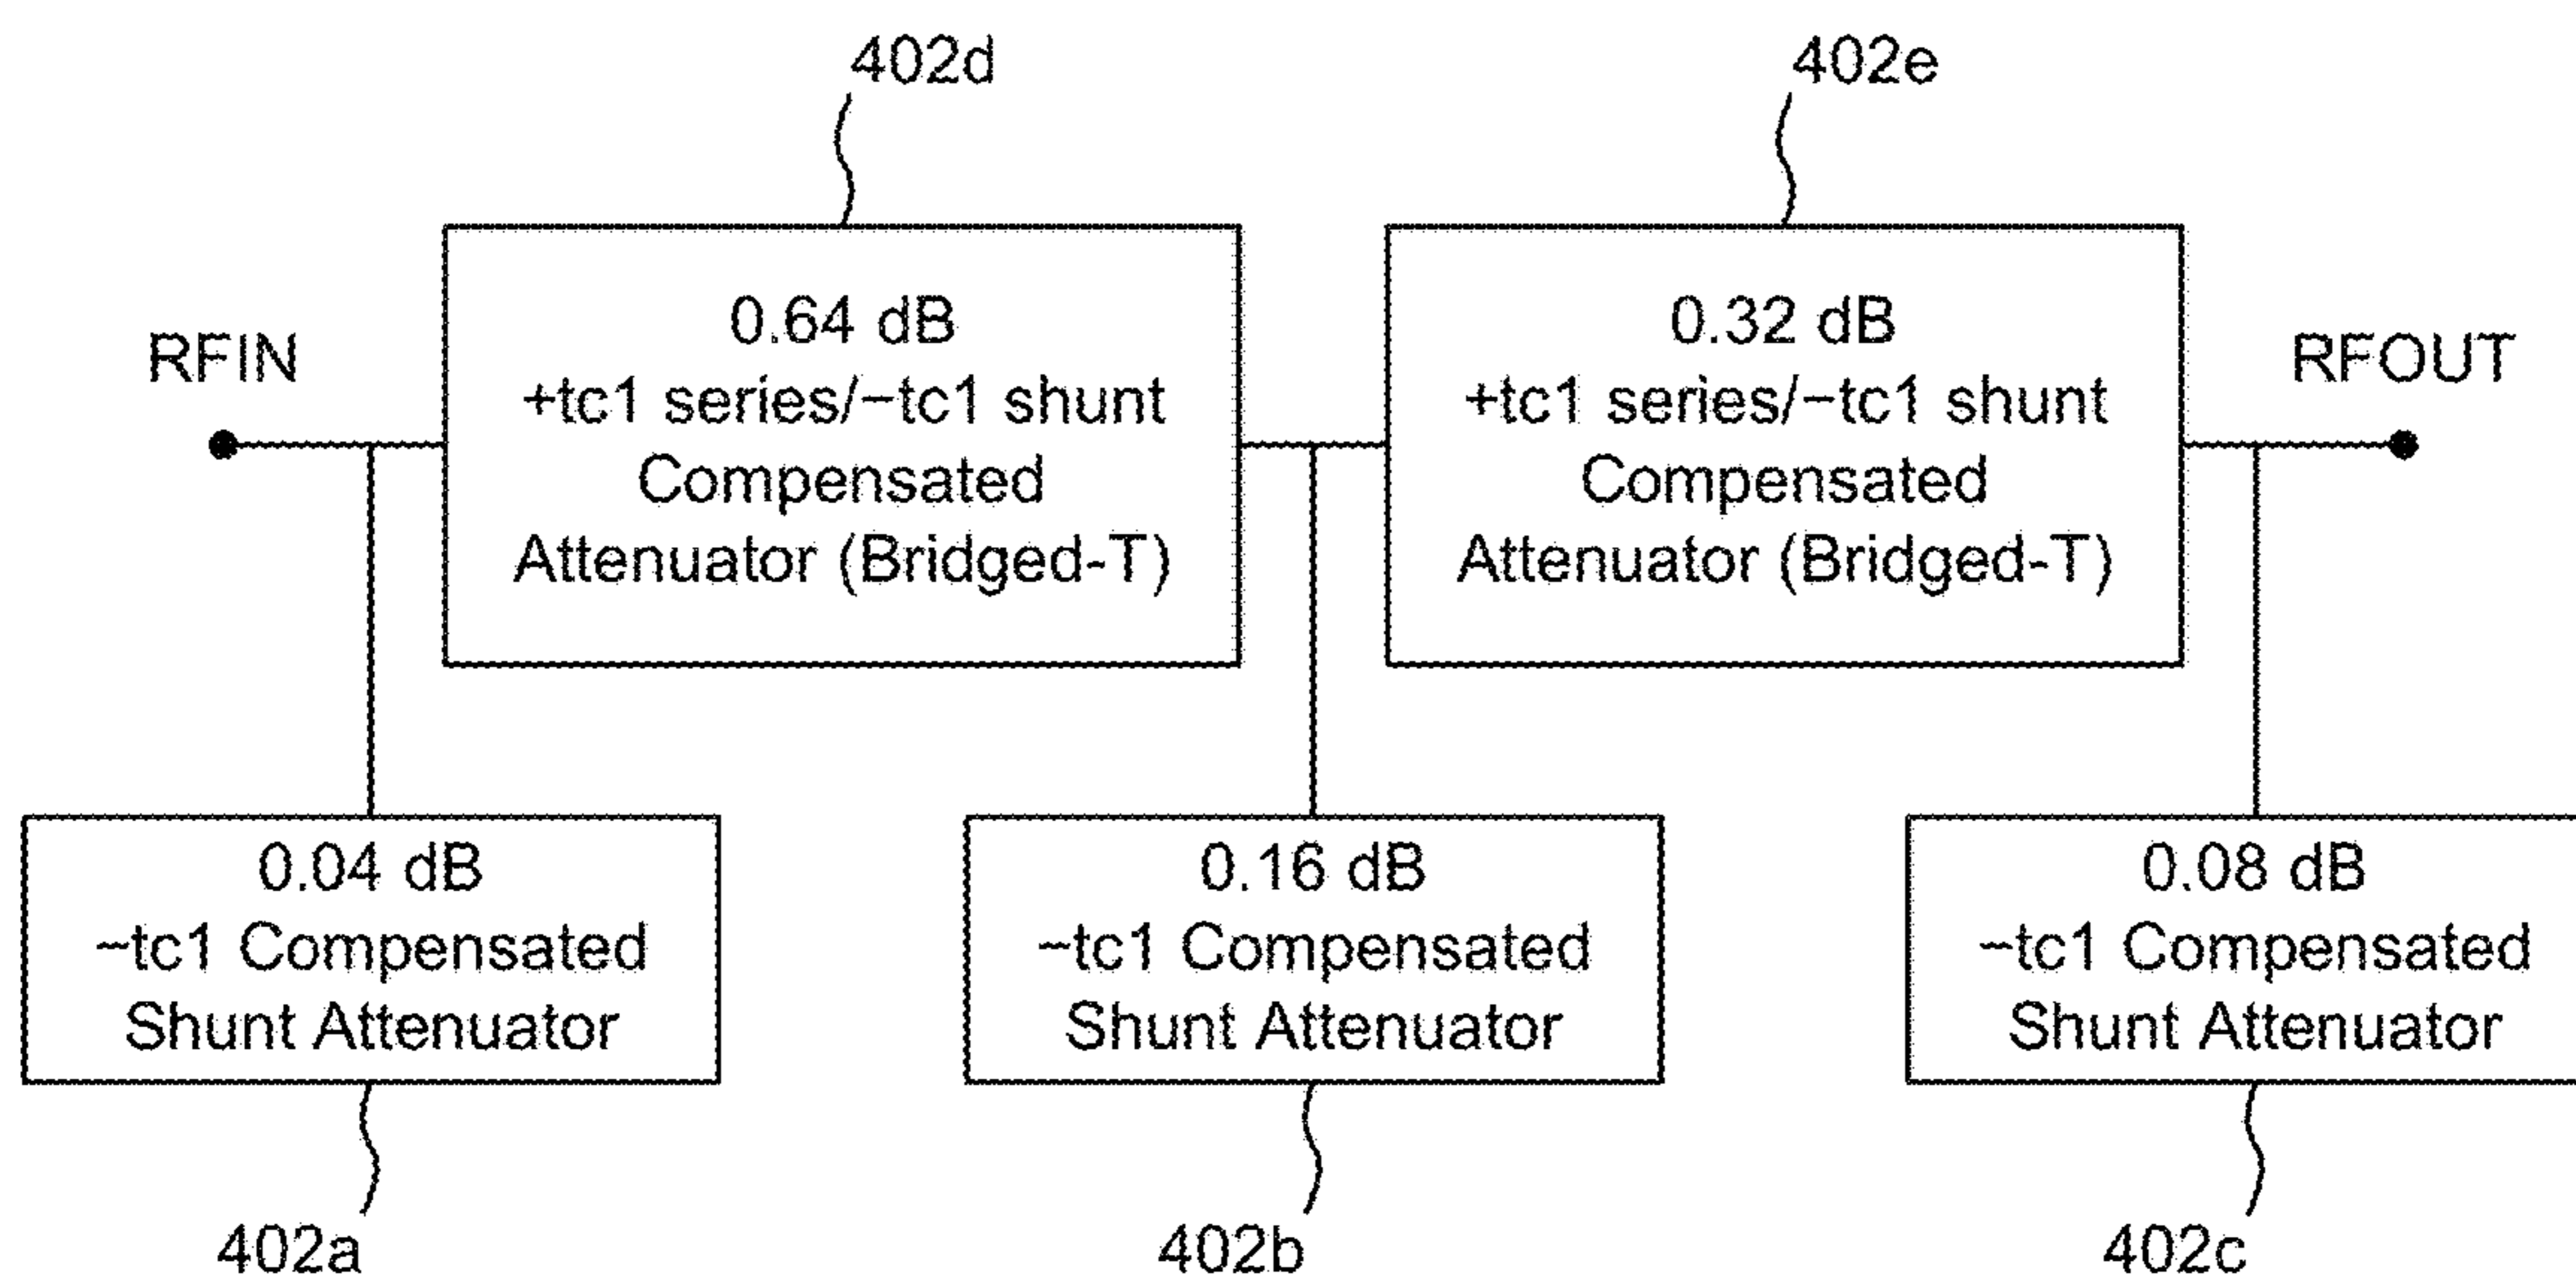 402d
402e
RFIN
0.64 dB
+tc1 series/−tc1 shunt
Compensated
Attenuator (Bridged-T)
0.32 dB
+tc1 series/−tc1 shunt
Compensated
Attenuator (Bridged-T)
RFOUT
0.04 dB
−tc1 Compensated
Shunt Attenuator
0.16 dB
−tc1 Compensated
Shunt Attenuator
0.08 dB
−tc1 Compensated
Shunt Attenuator
402a
402b
402c